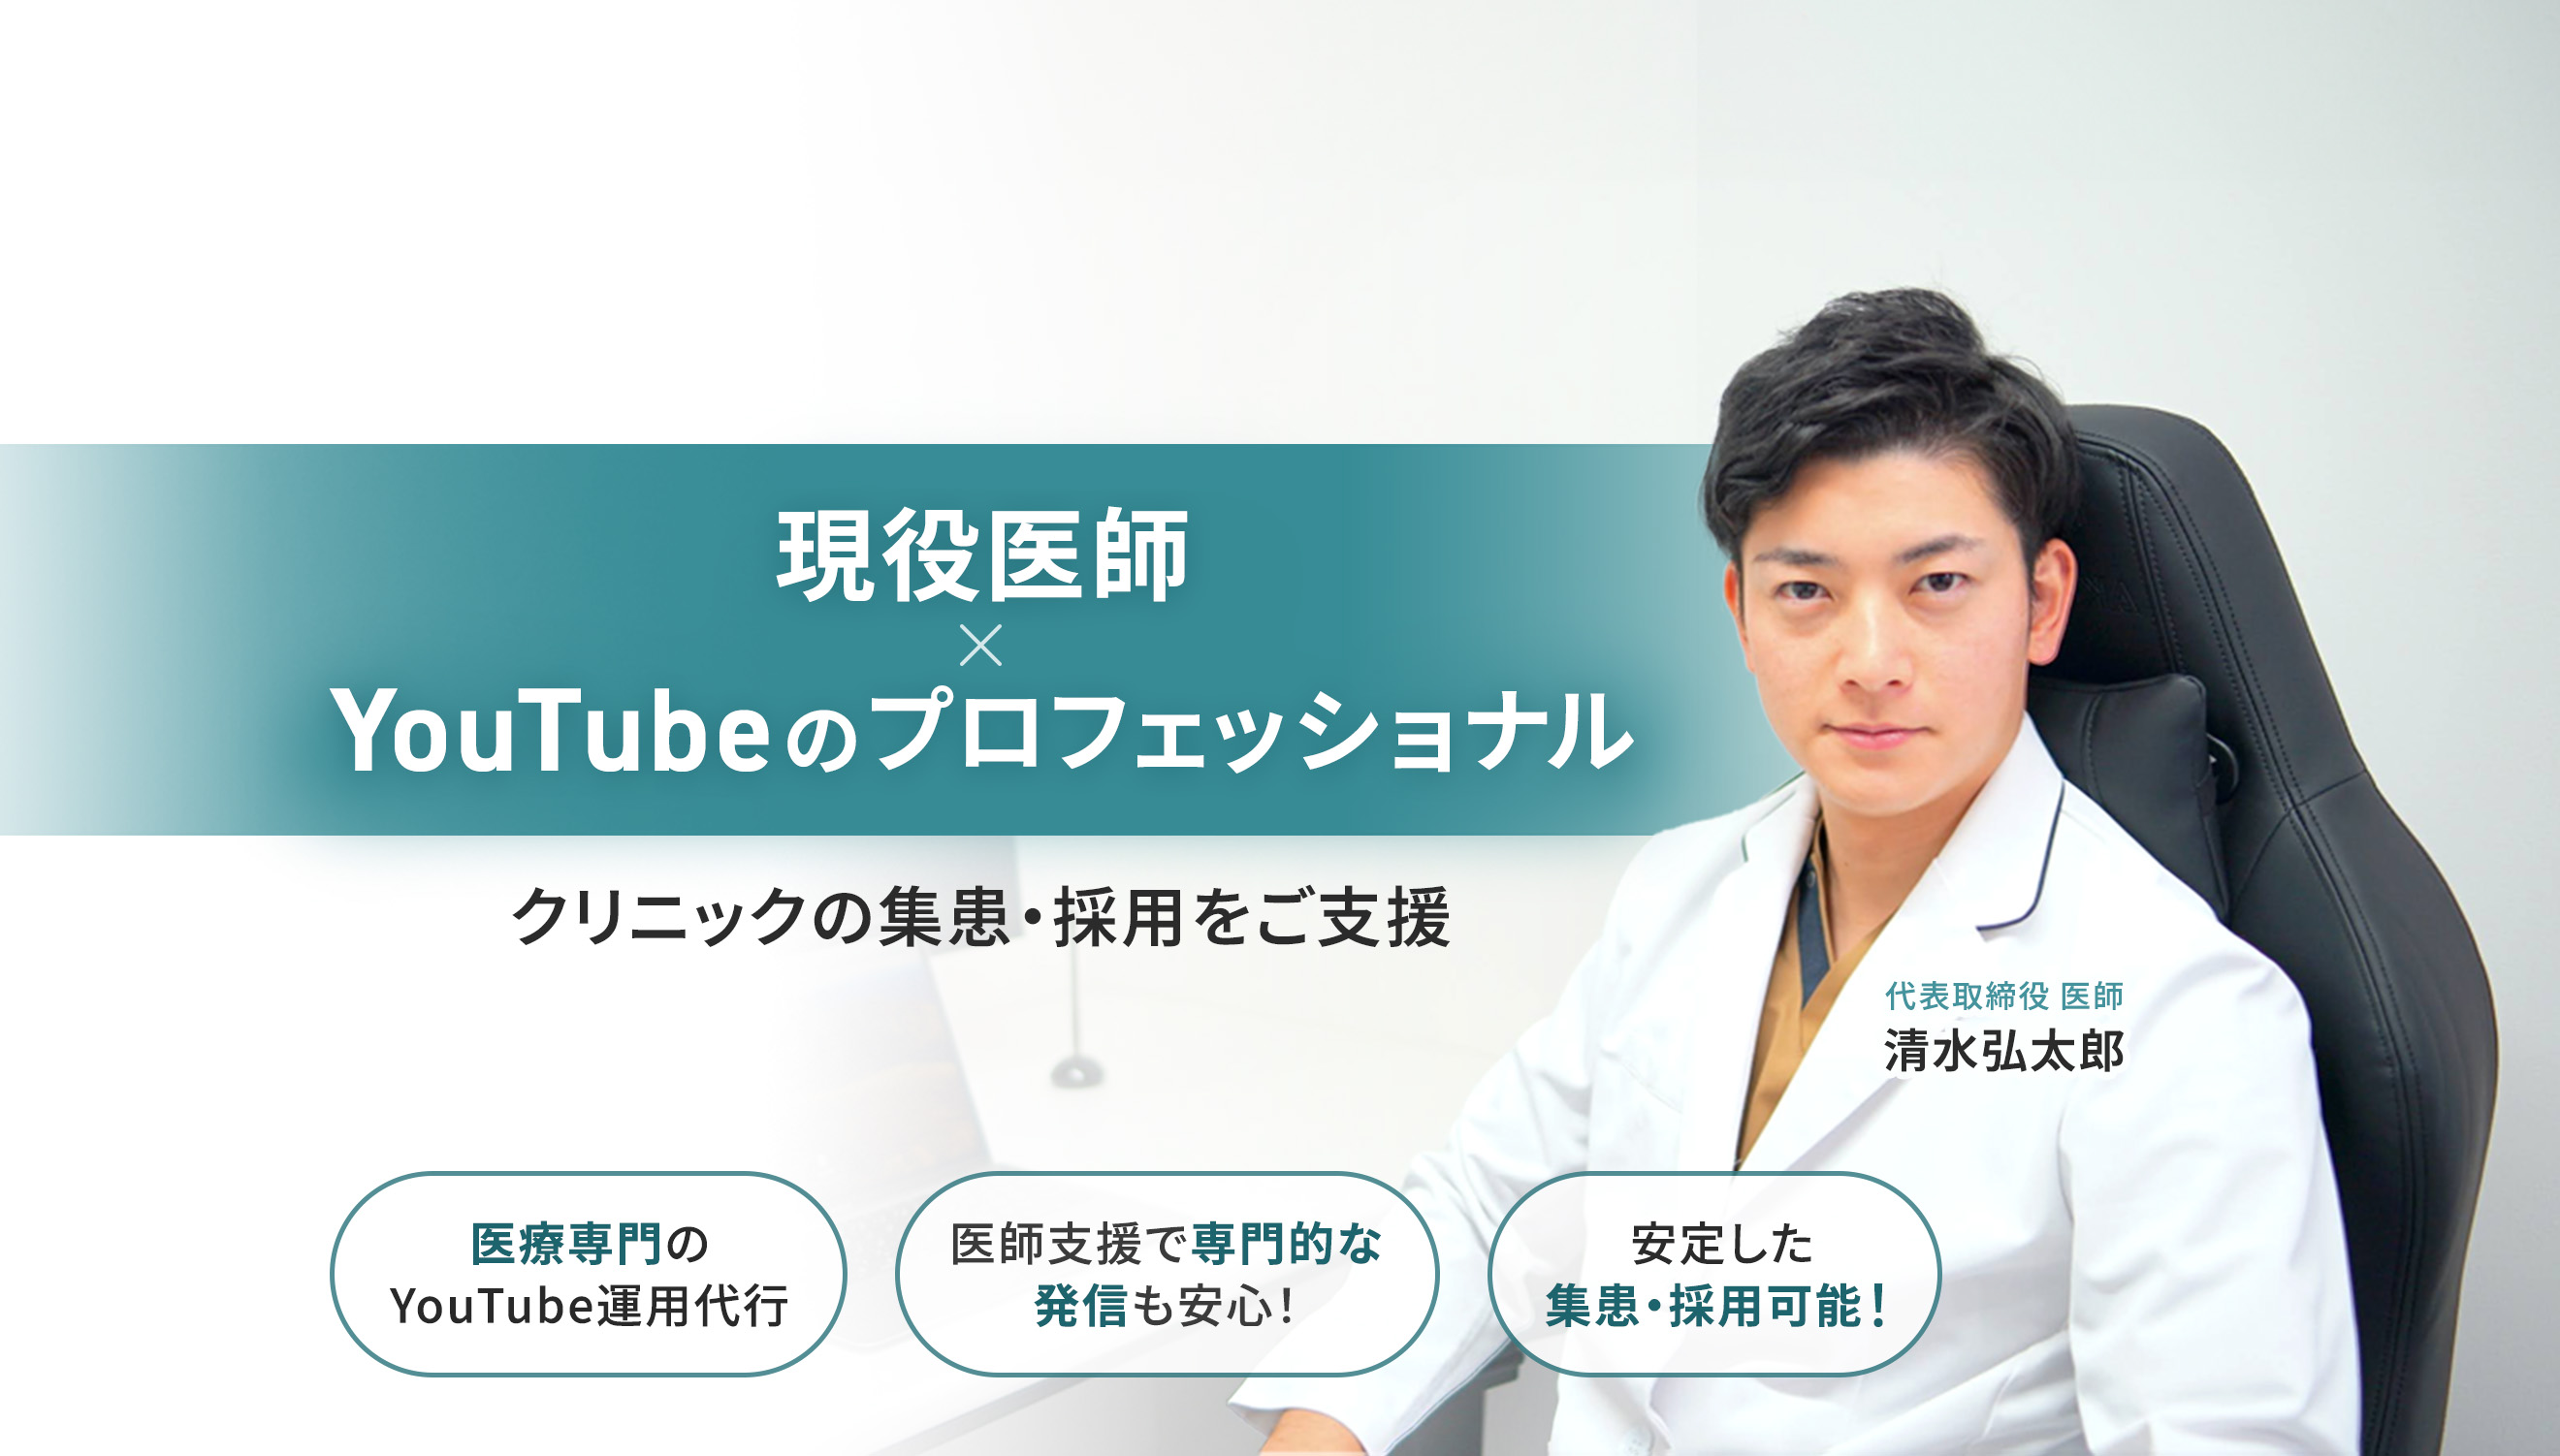 現役医師
×
YouTubeのプロフェッショナル
クリニックの集患・採用をご支援
代表取締役 医師
清水弘太郎
医療専門の
YouTube運用代行
医師支援で専門的な
発信も安心!
安定した
集患・採用可能!